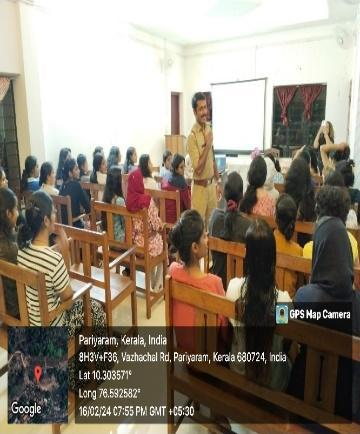 GPS Map Camera
Pariyaram, Kerala, India
8H3V+F36, Vazhachal Rd, Pariyaram, Kerala 680724, India
Lat 10.303571°
Long 76.592582°
16/02/24 07:55 PM GMT +05:30
Google